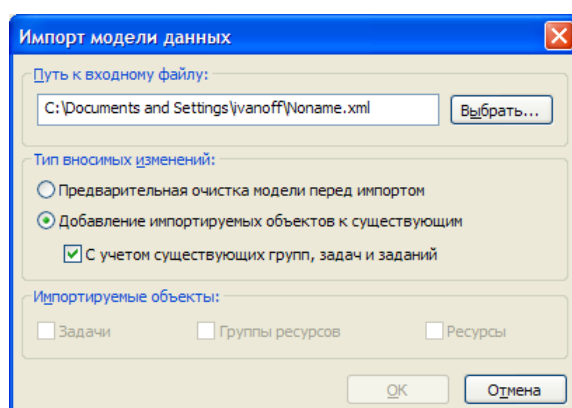 Импорт модели данных
Путь к входному файлу:
C:\Documents and Settings\ivanoff\Noname.xml
Выбрать...
Тип вносимых изменений:
Предварительная очистка модели перед импортом
Добавление импортируемых объектов к существующим
С учетом существующих групп, задач и заданий
Импортируемые объекты:
Задачи Группы ресурсов Ресурсы
OK Отмена